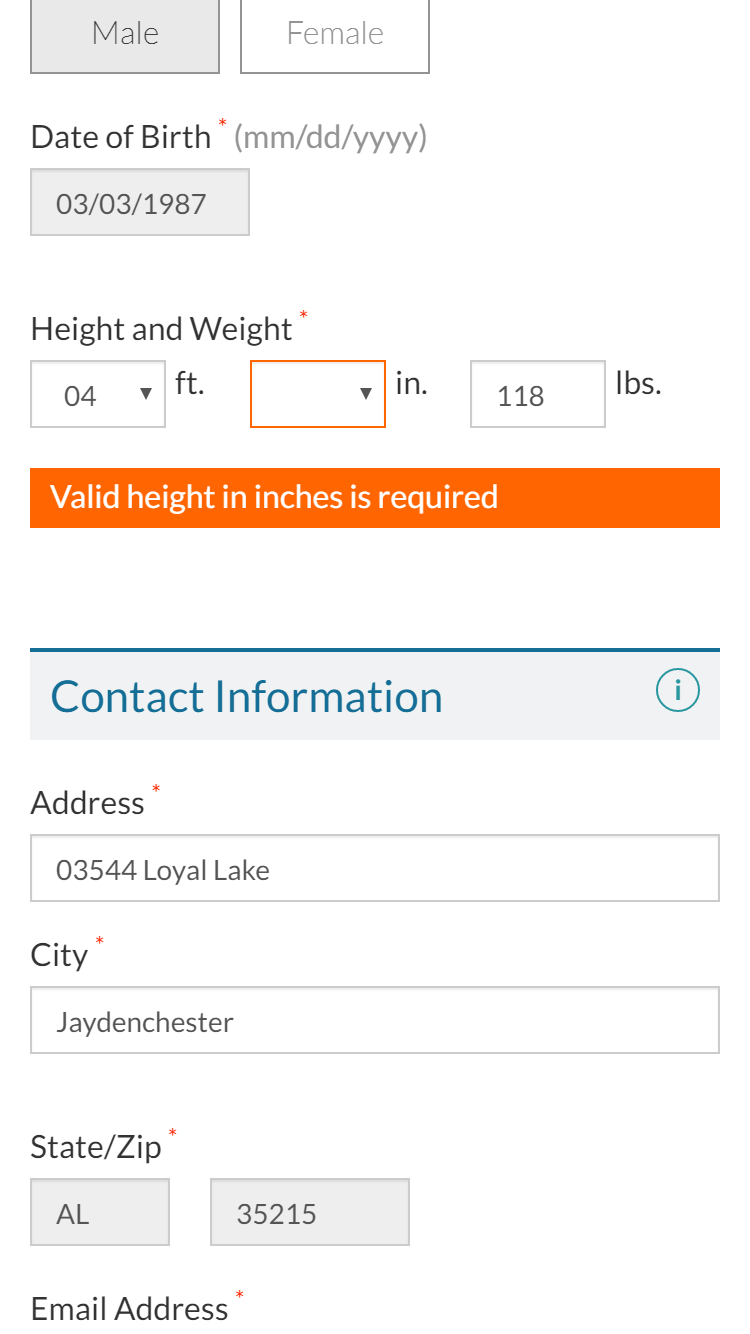 Male Female
Date of Birth * (mm/dd/yyyy)
03/03/1987
Height and Weight *
04 ft. in. 118 lbs.
Valid height in inches is required
Contact Information i
Address *
03544 Loyal Lake
City *
Jaydenchester
State/Zip *
AL 35215
Email Address *